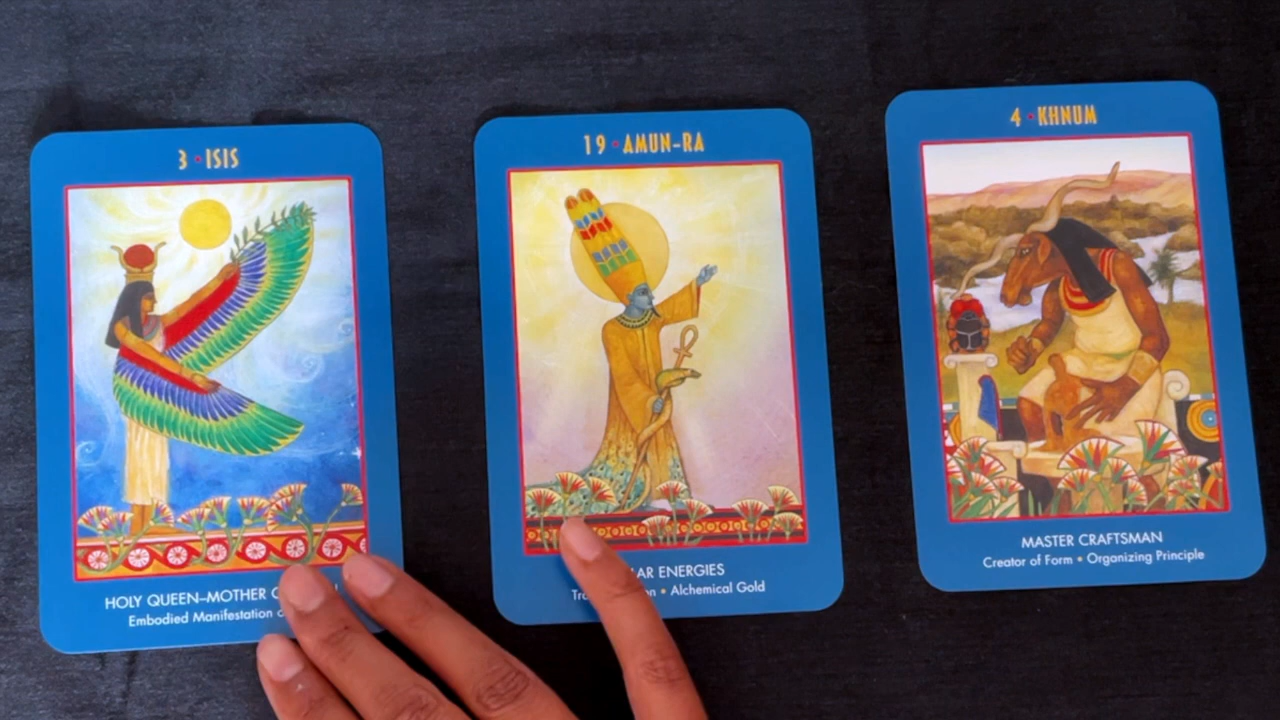 3 • ISIS
HOLY QUEEN–MOTHER
Embodied Manifestation
19 • AMUN-RA
ENERGIES
Alchemical Gold
4 • KHNUM
MASTER CRAFTSMAN
Creator of Form • Organizing Principle